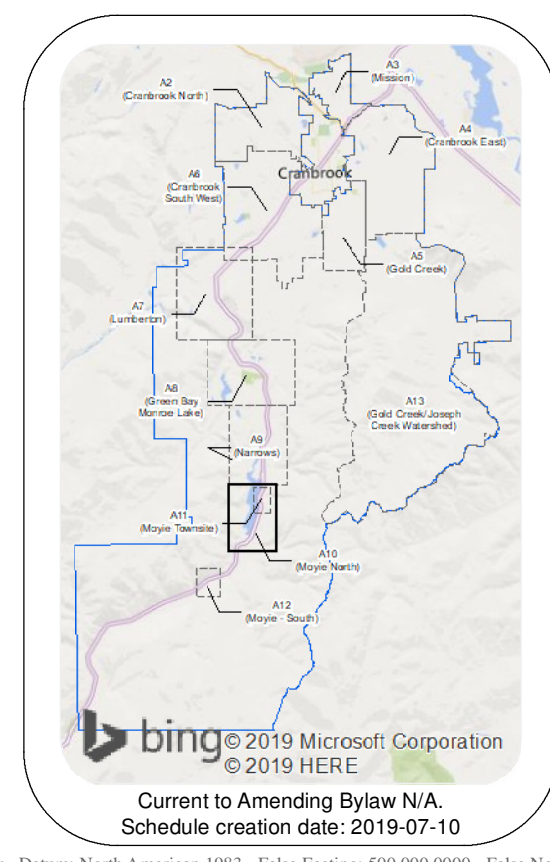 A3
(Mission)
A2
(Cranbrook North)
A4
(Cranbrook East)
A6
(Cranbrook
South West)
Cranbrook
A5
(Gold Creek)
A7
(Lumberton)
A8
(Green Bay
Monroe Lake)
A13
(Gold Creek/Joseph
Creek Watershed)
A9
(Narrows)
A11
(Moyie Townsite)
A10
(Moyie North)
A12
(Moyie - South)
bing © 2019 Microsoft Corporation
© 2019 HERE
Current to Amending Bylaw N/A.
Schedule creation date: 2019-07-10
Datum: North American 1983 False Easting: 500,000.0000 False